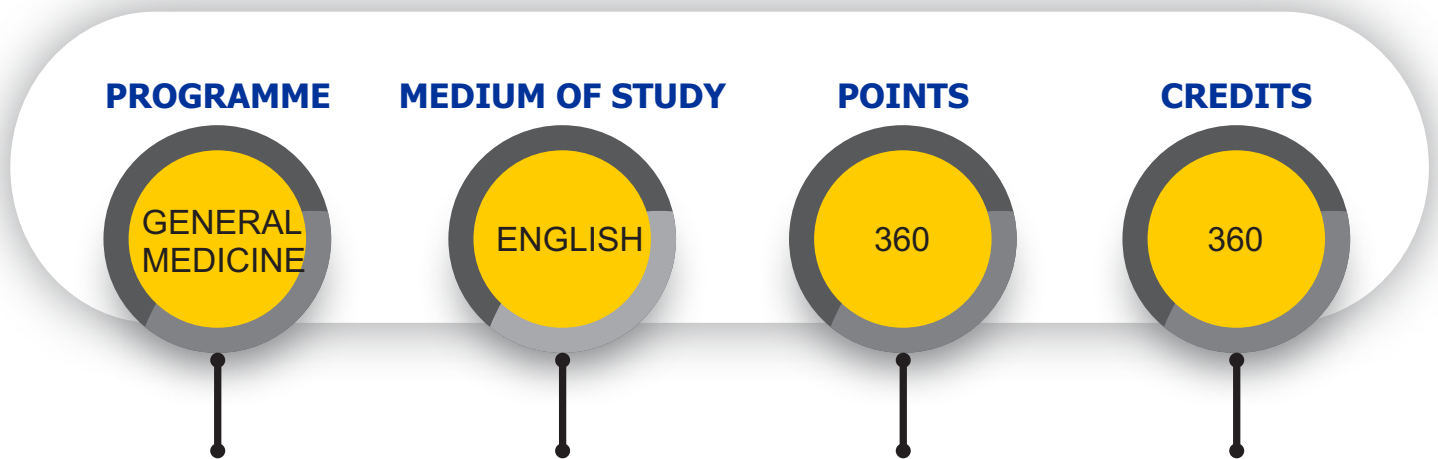 PROGRAMME
GENERAL
MEDICINE
MEDIUM OF STUDY
ENGLISH
POINTS
360
CREDITS
360